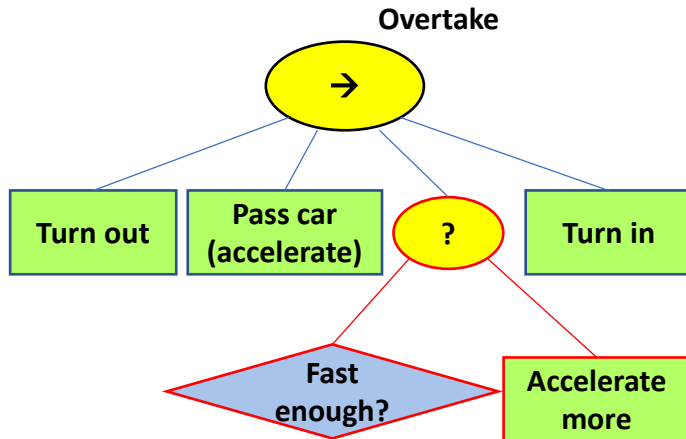 Overtake
→
Turn out
Pass car
(accelerate)
?
Turn in
Fast
enough?
Accelerate
more